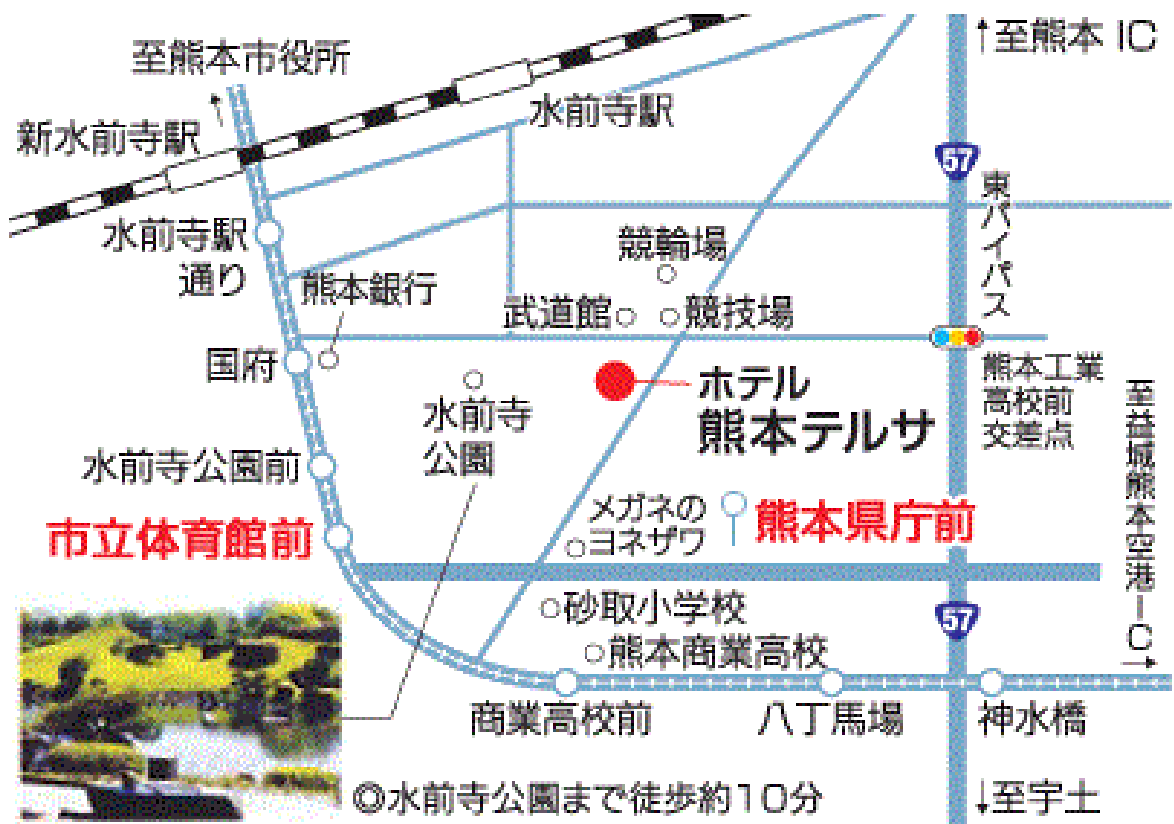 ↑至熊本 IC
至熊本市役所
↑
新水前寺駅
水前寺駅
57
東バイパス
水前寺駅
通り
競輪場
熊本銀行
武道館
競技場
国府
ホテル
熊本テルサ
熊本工業
高校前
交差点
水前寺
公園
至益城熊本空港IC
→
水前寺公園前
市立体育館前
メガネの
ヨネザワ
熊本県庁前
砂取小学校
57
熊本商業高校
商業高校前
八丁馬場
神水橋
◎水前寺公園まで徒歩約10分
↓至宇土